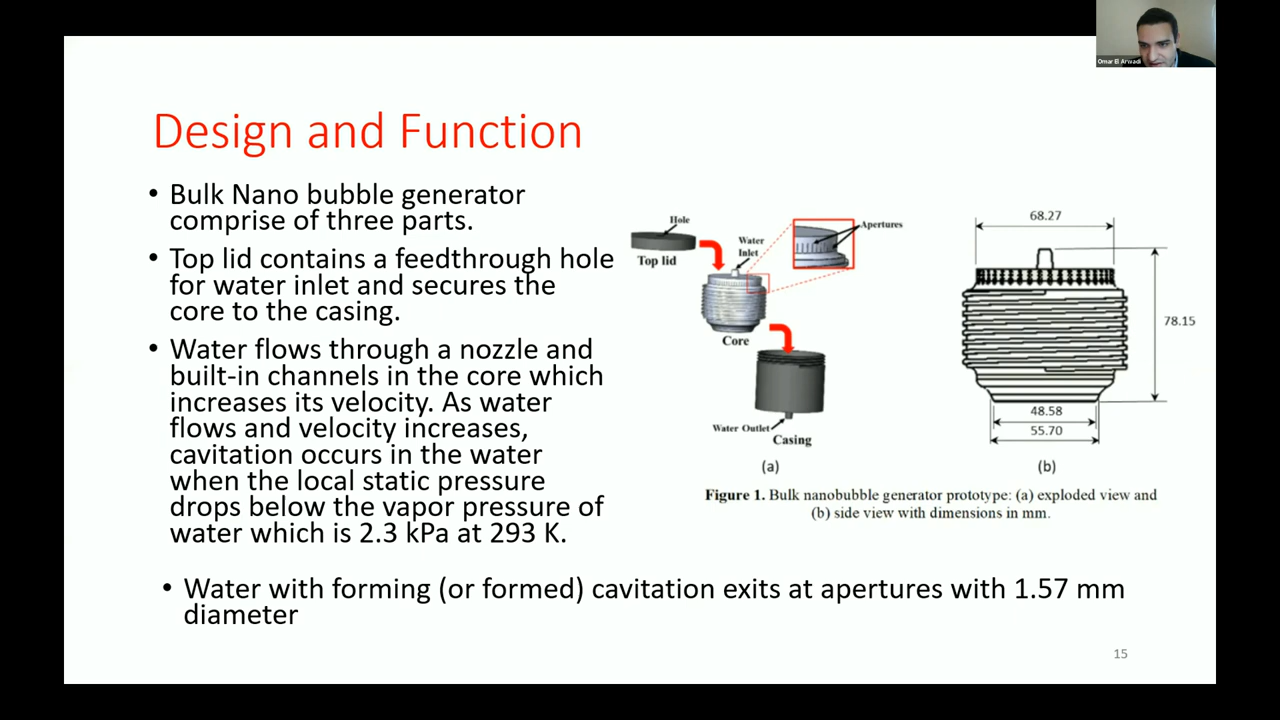 Omar El Arwadi
Design and Function
• Bulk Nano bubble generator
comprise of three parts.
• Top lid contains a feedthrough hole
for water inlet and secures the
core to the casing.
• Water flows through a nozzle and
built-in channels in the core which
increases its velocity. As water
flows and velocity increases,
cavitation occurs in the water
when the local static pressure
drops below the vapor pressure of
water which is 2.3 kPa at 293 K.
• Water with forming (or formed) cavitation exits at apertures with 1.57 mm
diameter
Hole
Top lid
Water
Inlet
Apertures
Core
Water Outlet
Casing
(a)
68.27
78.15
48.58
55.70
(b)
Figure 1. Bulk nanobubble generator prototype: (a) exploded view and
(b) side view with dimensions in mm.
15